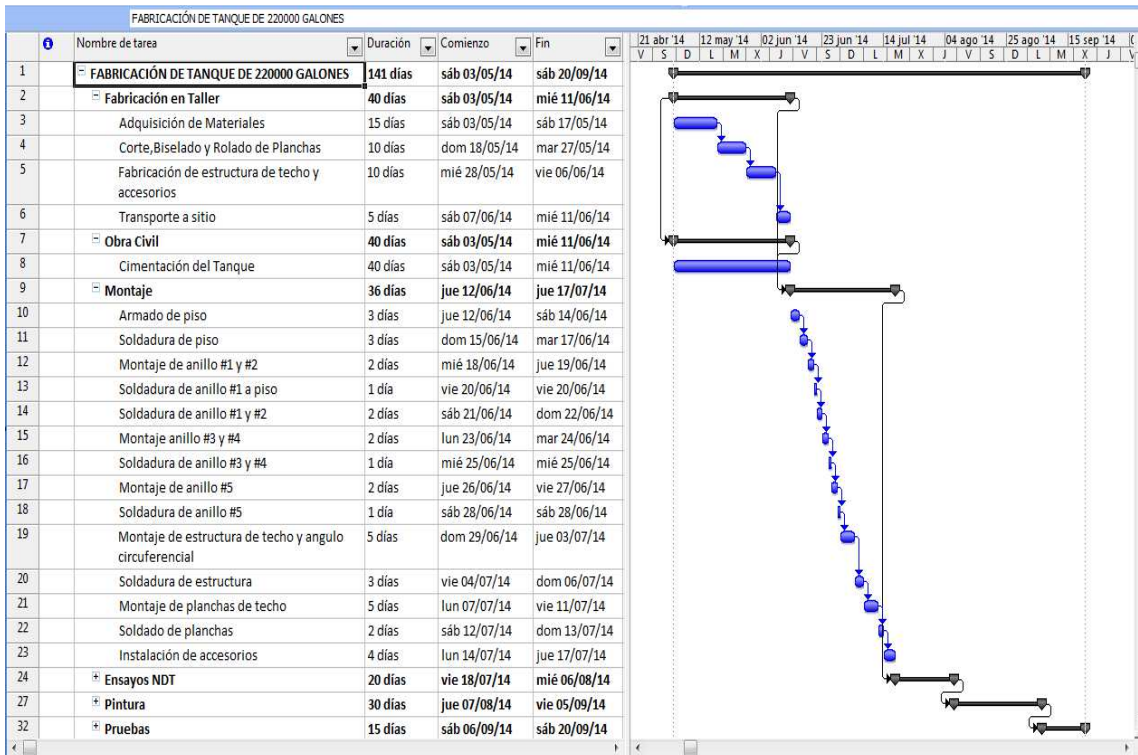 FABRICACIÓN DE TANQUE DE 220000 GALONES
Nombre de tarea Duración Comienzo Fin
21 abr '14 12 may '14 02 jun '14 23 jun '14 14 jul '14 04 ago '14 25 ago '14 15 sep '14
V S D L M X J V S D L M X J V S D L M X J V S D L M X J
1 FABRICACIÓN DE TANQUE DE 220000 GALONES 141 días sáb 03/05/14 sáb 20/09/14
2 Fabricación en Taller 40 días sáb 03/05/14 mié 11/06/14
3 Adquisición de Materiales 15 días sáb 03/05/14 sáb 17/05/14
4 Corte,Biselado y Rolado de Planchas 10 días dom 18/05/14 mar 27/05/14
5 Fabricación de estructura de techo y 10 días mié 28/05/14 vie 06/06/14
accesorios
6 Transporte a sitio 5 días sáb 07/06/14 mié 11/06/14
7 Obra Civil 40 días sáb 03/05/14 mié 11/06/14
8 Cimentación del Tanque 40 días sáb 03/05/14 mié 11/06/14
9 Montaje 36 días jue 12/06/14 jue 17/07/14
10 Armado de piso 3 días jue 12/06/14 sáb 14/06/14
11 Soldadura de piso 3 días dom 15/06/14 mar 17/06/14
12 Montaje de anillo #1 y #2 2 días mié 18/06/14 jue 19/06/14
13 Soldadura de anillo #1 a piso 1 día vie 20/06/14 vie 20/06/14
14 Soldadura de anillo #1 y #2 2 días sáb 21/06/14 dom 22/06/14
15 Montaje anillo #3 y #4 2 días lun 23/06/14 mar 24/06/14
16 Soldadura de anillo #3 y #4 1 día mié 25/06/14 mié 25/06/14
17 Montaje de anillo #5 2 días jue 26/06/14 vie 27/06/14
18 Soldadura de anillo #5 1 día sáb 28/06/14 sáb 28/06/14
19 Montaje de estructura de techo y angulo 5 días dom 29/06/14 jue 03/07/14
circuferencial
20 Soldadura de estructura 3 días vie 04/07/14 dom 06/07/14
21 Montaje de planchas de techo 5 días lun 07/07/14 vie 11/07/14
22 Soldado de planchas 2 días sáb 12/07/14 dom 13/07/14
23 Instalación de accesorios 4 días lun 14/07/14 jue 17/07/14
24 Ensayos NDT 20 días vie 18/07/14 mié 06/08/14
27 Pintura 30 días jue 07/08/14 vie 05/09/14
32 Pruebas 15 días sáb 06/09/14 sáb 20/09/14